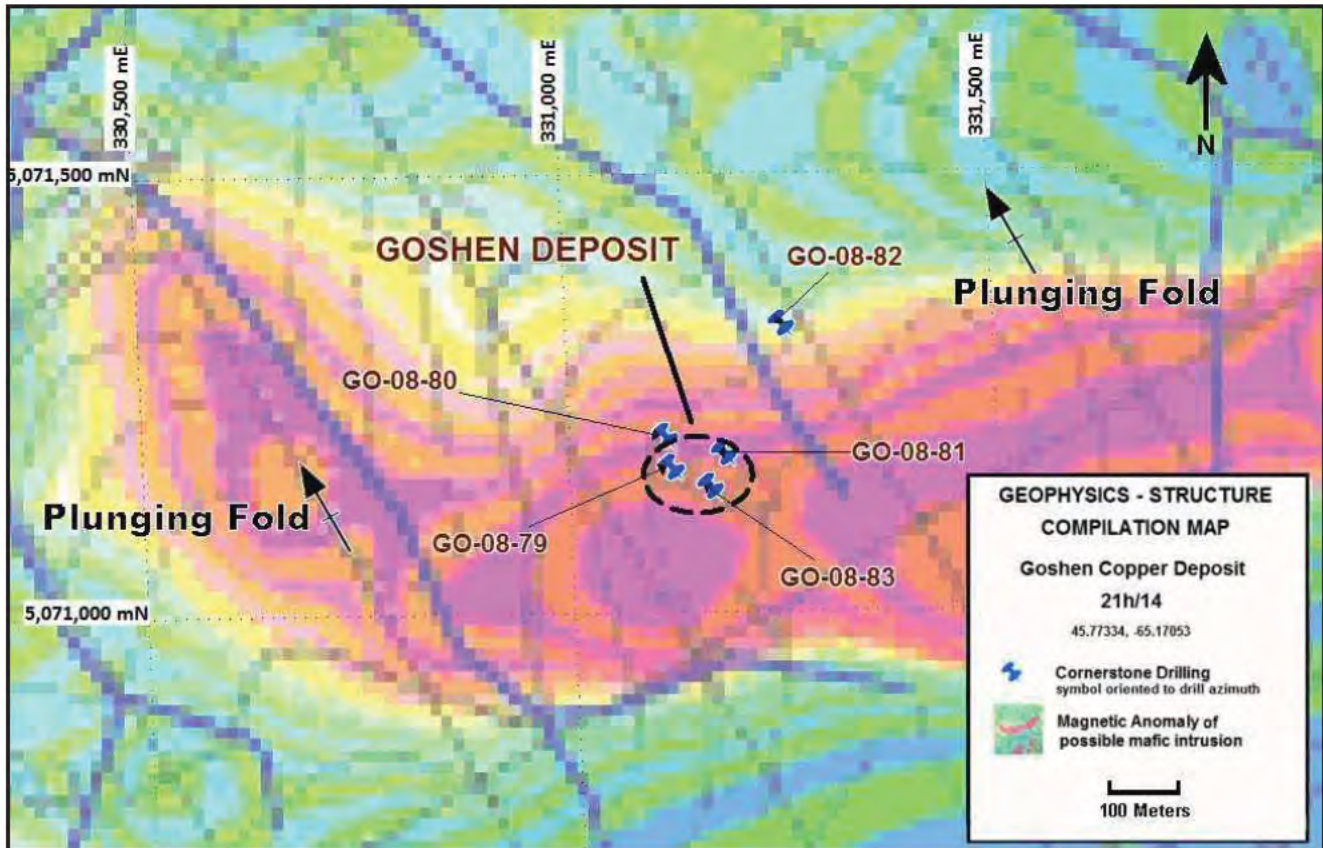 330,500 mE
331,000 mE
331,500 mE
N
5,071,500 mN
GOSHEN DEPOSIT
GO-08-82
Plunging Fold
GO-08-80
GO-08-81
Plunging Fold
GO-08-79
GO-08-83
5,071,000 mN
GEOPHYSICS - STRUCTURE
COMPILATION MAP
Goshen Copper Deposit
21h/14
45.77334, -65.17053
Cornerstone Drilling
symbol oriented to drill azimuth
Magnetic Anomaly of
possible mafic intrusion
100 Meters